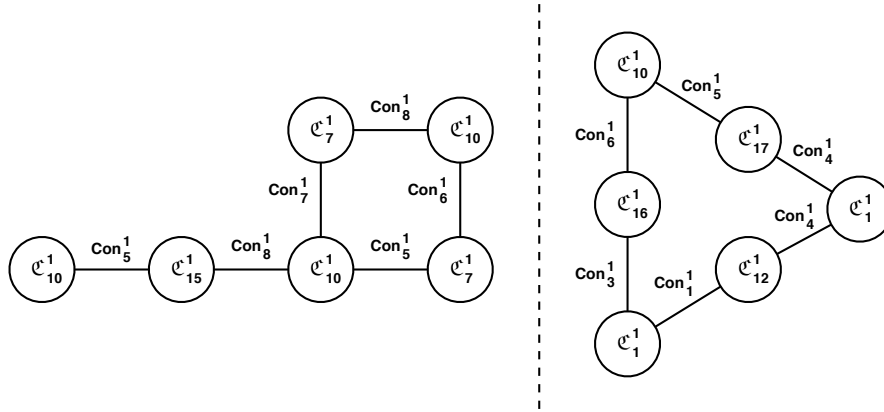 ℭ¹₁₀
Con¹₅
ℭ¹₁₅
Con¹₈
ℭ¹₁₀
Con¹₇
ℭ¹₇
Con¹₈
ℭ¹₁₀
Con¹₆
ℭ¹₇
Con¹₅
ℭ¹₁₀
Con¹₅
ℭ¹₁₇
Con¹₄
ℭ¹₁
Con¹₄
ℭ¹₁₂
Con¹₁
ℭ¹₁
Con¹₃
ℭ¹₁₆
Con¹₆